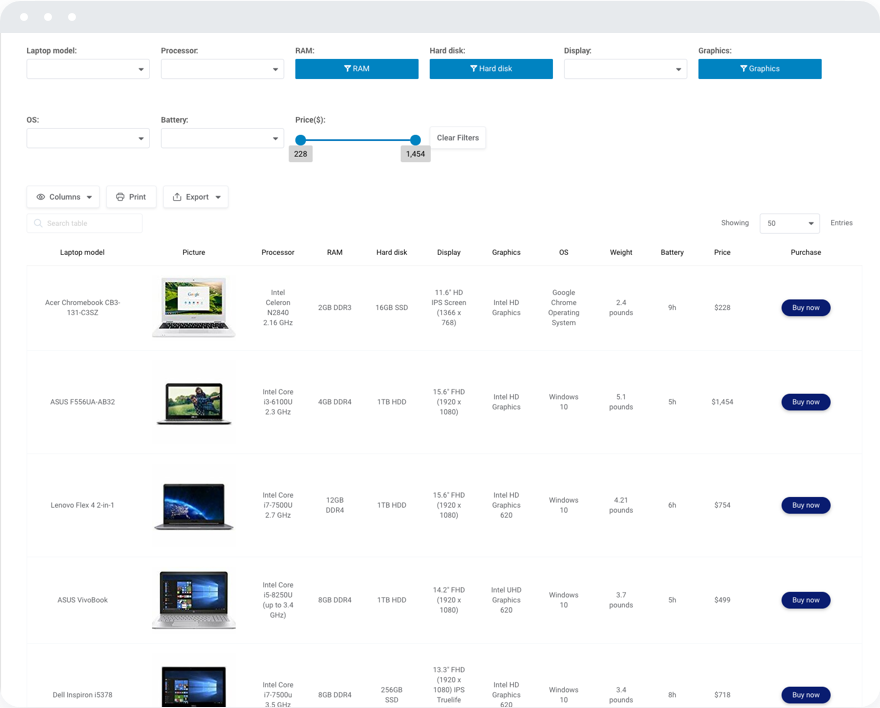 Laptop model: Processor: RAM: Hard disk: Display: Graphics:
RAM Hard disk Graphics
OS: Battery: Price($):
Clear Filters
228 1,454
Columns Print Export
Search table
Showing 50 Entries
Laptop model Picture Processor RAM Hard disk Display Graphics OS Weight Battery Price Purchase
Acer Chromebook CB3-
131-C3SZ
Google
Intel
Celeron
N2840
2.16 GHz
2GB DDR3
16GB SSD
11.6" HD
IPS Screen
(1366 x
768)
Intel HD
Graphics
Google
Chrome
Operating
System
2.4
pounds
9h
$228
Buy now
ASUS F556UA-AB32
Intel Core
i3-6100U
2.3 GHz
4GB DDR4
1TB HDD
15.6" FHD
(1920 x
1080)
Intel HD
Graphics
Windows
10
5.1
pounds
5h
$1,454
Buy now
Lenovo Flex 4 2-in-1
Intel Core
i7-7500U
2.7 GHz
12GB
DDR4
1TB HDD
15.6" FHD
(1920 x
1080)
Intel HD
Graphics
620
Windows
10
4.21
pounds
6h
$754
Buy now
ASUS VivoBook
Intel Core
i5-8250U
(up to 3.4
GHz)
8GB DDR4
1TB HDD
14.2" FHD
(1920 x
1080)
Intel UHD
Graphics
620
Windows
10
3.7
pounds
5h
$499
Buy now
Dell Inspiron i5378
Intel Core
i7-7500u
3.5 GHz
8GB DDR4
256GB
SSD
13.3" FHD
(1920 x
1080) IPS
Truelife
Intel HD
Graphics
620
Windows
10
3.4
pounds
8h
$718
Buy now